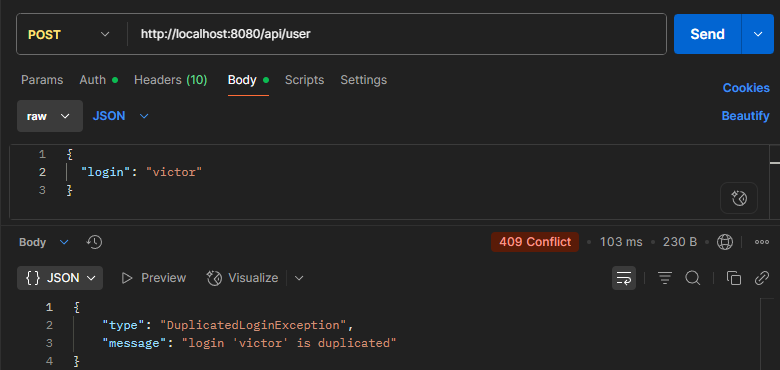 POST http://localhost:8080/api/user Send
Params Auth Headers (10) Body Scripts Settings Cookies
raw JSON Beautify
1 {
2 "login": "victor"
3 }
Body 409 Conflict 103 ms 230 B
{} JSON Preview Visualize
1 {
2 "type": "DuplicatedLoginException",
3 "message": "login 'victor' is duplicated"
4 }